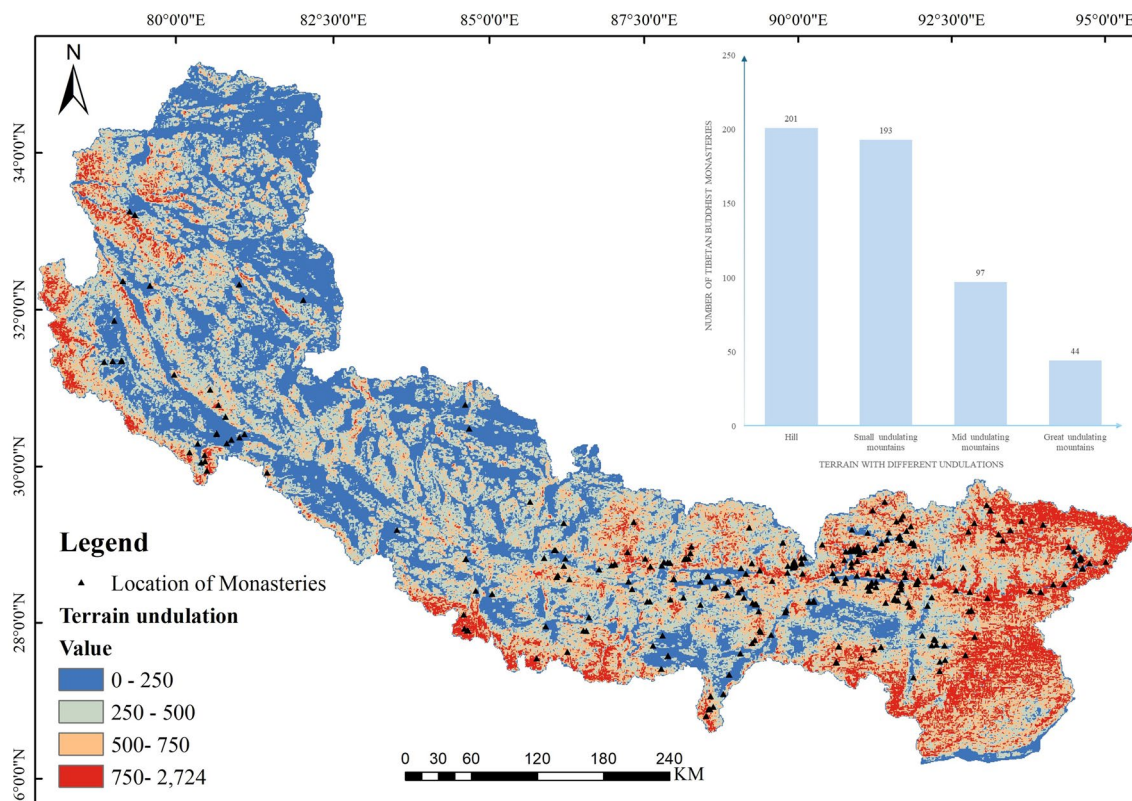 80°0'0"E 82°30'0"E 85°0'0"E 87°30'0"E 90°0'0"E 92°30'0"E 95°0'0"E
N
34°0'0"N
32°0'0"N
30°0'0"N
28°0'0"N
6°0'0"N
NUMBER OF TIBETAN BUDDHIST MONASTERIES
250
200
150
100
50
0
201
193
97
44
Hill
Small undulating
mountains
Mid undulating
mountains
Great undulating
mountains
TERRAIN WITH DIFFERENT UNDULATIONS
Legend
Location of Monasteries
Terrain undulation
Value
0 - 250
250 - 500
500- 750
750- 2,724
0 30 60 120 180 240
KM